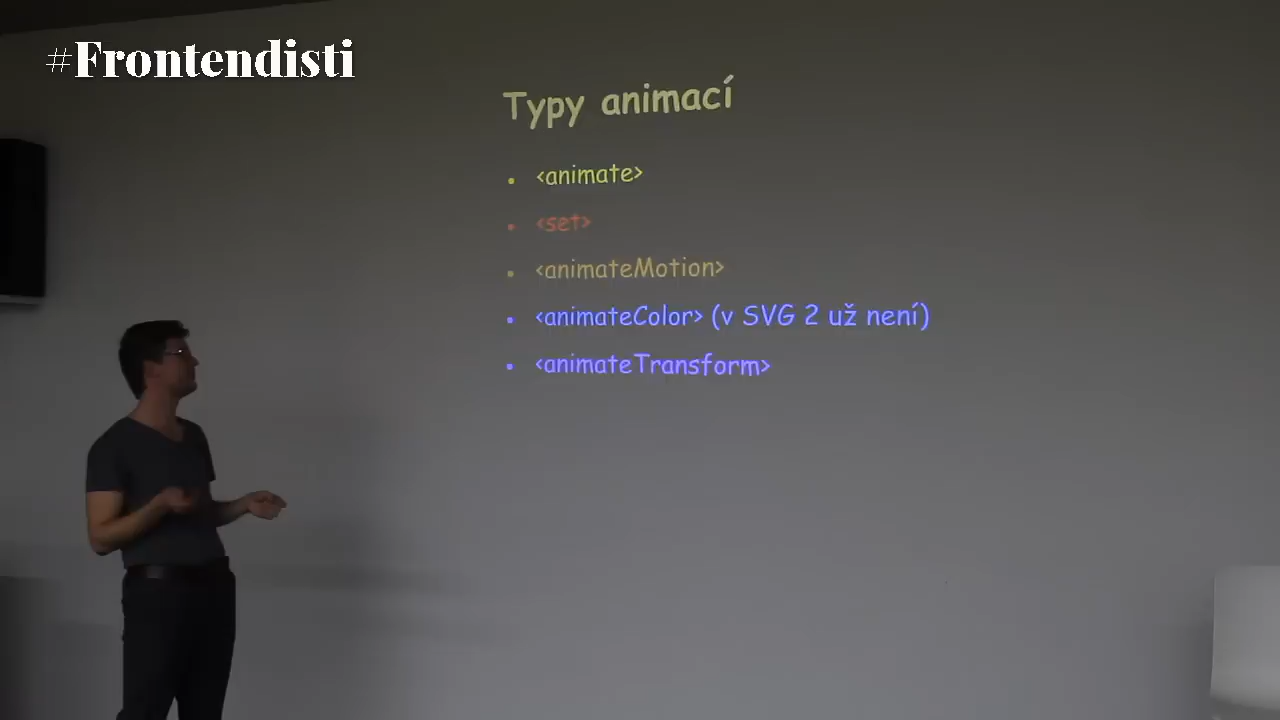 #Frontendisti
Typy animací
• <animate>
• <set>
• <animateMotion>
• <animateColor> (v SVG 2 už není)
• <animateTransform>